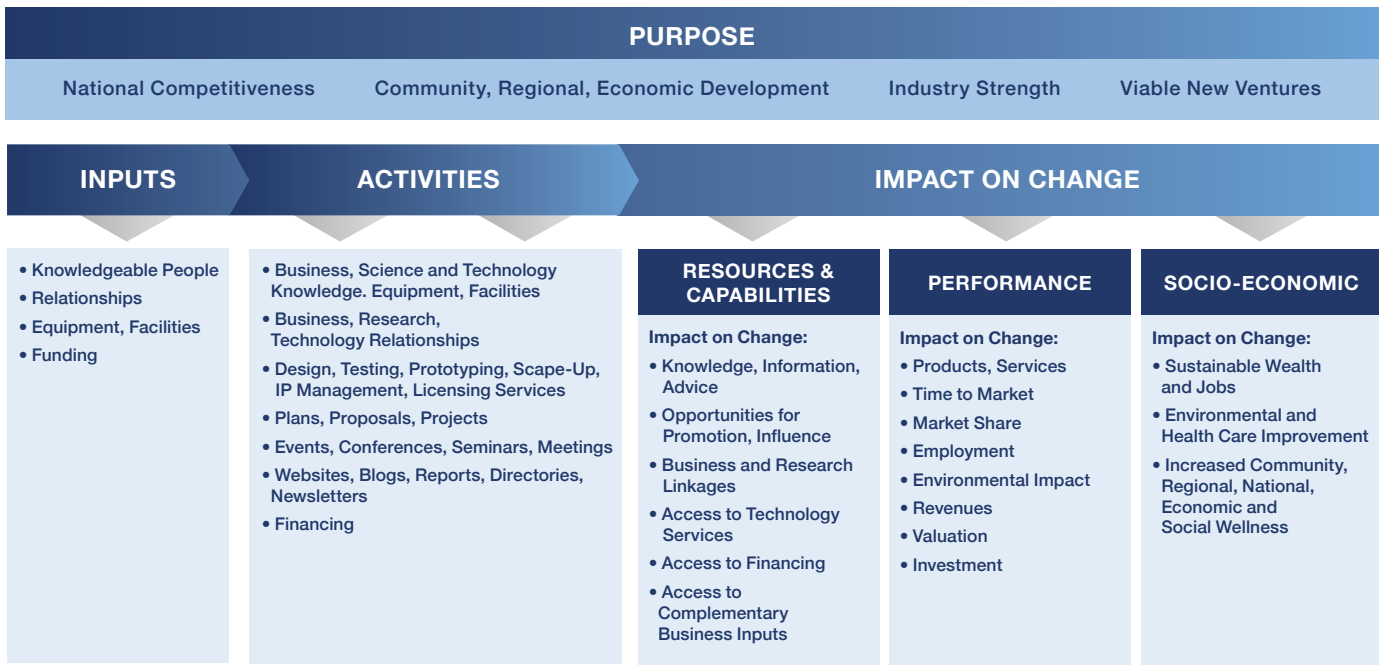 PURPOSE
National Competitiveness
Community, Regional, Economic Development
Industry Strength
Viable New Ventures
INPUTS
ACTIVITIES
IMPACT ON CHANGE
• Knowledgeable People
• Relationships
• Equipment, Facilities
• Funding
• Business, Science and Technology
Knowledge. Equipment, Facilities
• Business, Research,
Technology Relationships
• Design, Testing, Prototyping, Scape-Up,
IP Management, Licensing Services
• Plans, Proposals, Projects
• Events, Conferences, Seminars, Meetings
• Websites, Blogs, Reports, Directories,
Newsletters
• Financing
RESOURCES &
CAPABILITIES
Impact on Change:
• Knowledge, Information,
Advice
• Opportunities for
Promotion, Influence
• Business and Research
Linkages
• Access to Technology
Services
• Access to Financing
• Access to
Complementary
Business Inputs
PERFORMANCE
Impact on Change:
• Products, Services
• Time to Market
• Market Share
• Employment
• Environmental Impact
• Revenues
• Valuation
• Investment
SOCIO-ECONOMIC
Impact on Change:
• Sustainable Wealth
and Jobs
• Environmental and
Health Care Improvement
• Increased Community,
Regional, National,
Economic and
Social Wellness